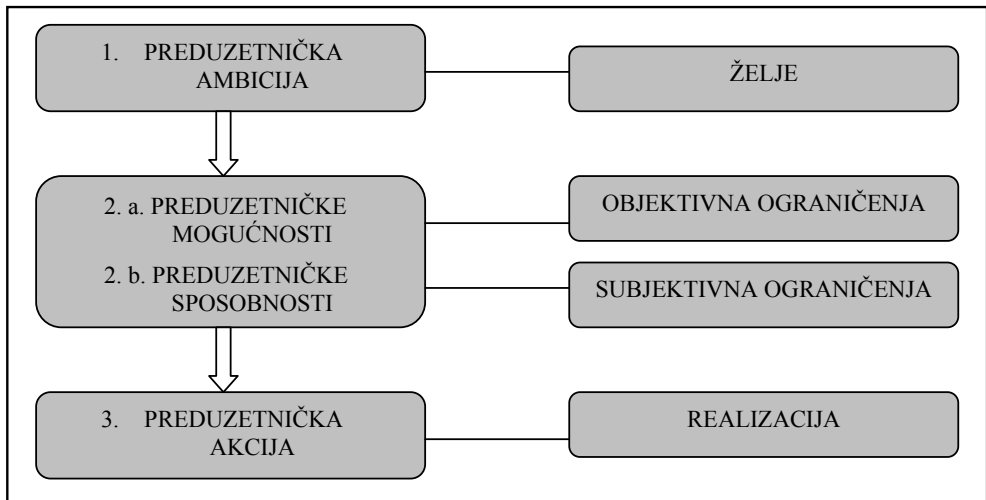 1. PREDUZETNIČKA
AMBICIJA
ŽELJE
2. a. PREDUZETNIČKE
MOGUĆNOSTI
OBJEKTIVNA OGRANIČENJA
2. b. PREDUZETNIČKE
SPOSOBNOSTI
SUBJEKTIVNA OGRANIČENJA
3. PREDUZETNIČKA
AKCIJA
REALIZACIJA